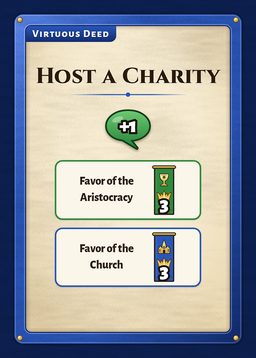 Virtuous Deed
Host a Charity
+1
Favor of the
Aristocracy
3
Favor of the
Church
3